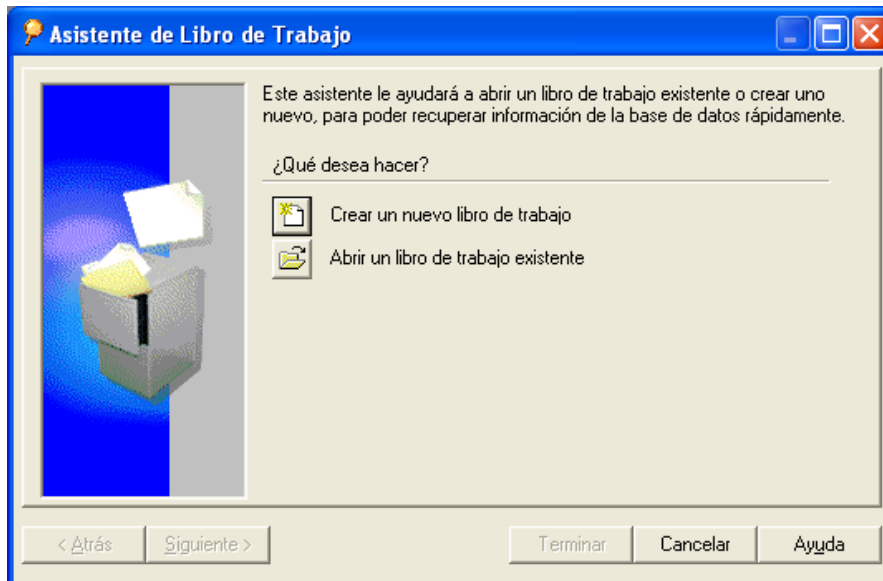 Asistente de Libro de Trabajo
Este asistente le ayudará a abrir un libro de trabajo existente o crear uno
nuevo, para poder recuperar información de la base de datos rápidamente.
¿Qué desea hacer?
Crear un nuevo libro de trabajo
Abrir un libro de trabajo existente
< Atrás
Siguiente >
Terminar
Cancelar
Ayuda